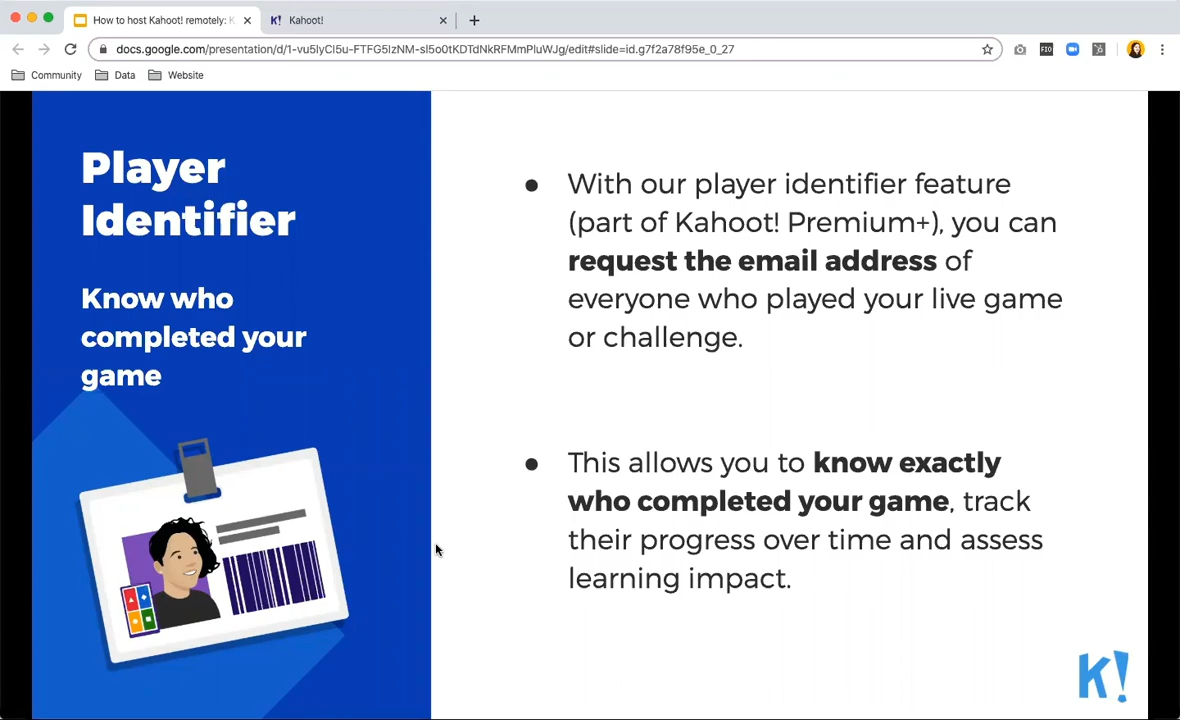 How to host Kahoot! remotely: K
Kahoot!
docs.google.com/presentation/d/1-vu5lyCl5u-FTFG5IzNM-sl5o0tKDTdNkRFMmPluWJg/edit#slide=id.g7f2a78f95e_0_27
FIO
Community
Data
Website
Player
Identifier
Know who
completed your
game
● With our player identifier feature
(part of Kahoot! Premium+), you can
request the email address of
everyone who played your live game
or challenge.
● This allows you to know exactly
who completed your game, track
their progress over time and assess
learning impact.
K!